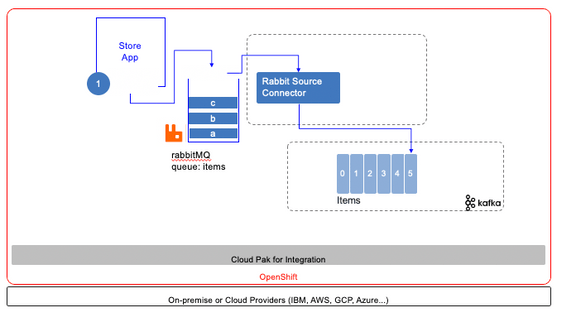 Store
App
1
Rabbit Source
Connector
c
b
a
rabbitMQ
queue: items
0 1 2 3 4 5
Items
kafka
Cloud Pak for Integration
OpenShift
On-premise or Cloud Providers (IBM, AWS, GCP, Azure...)